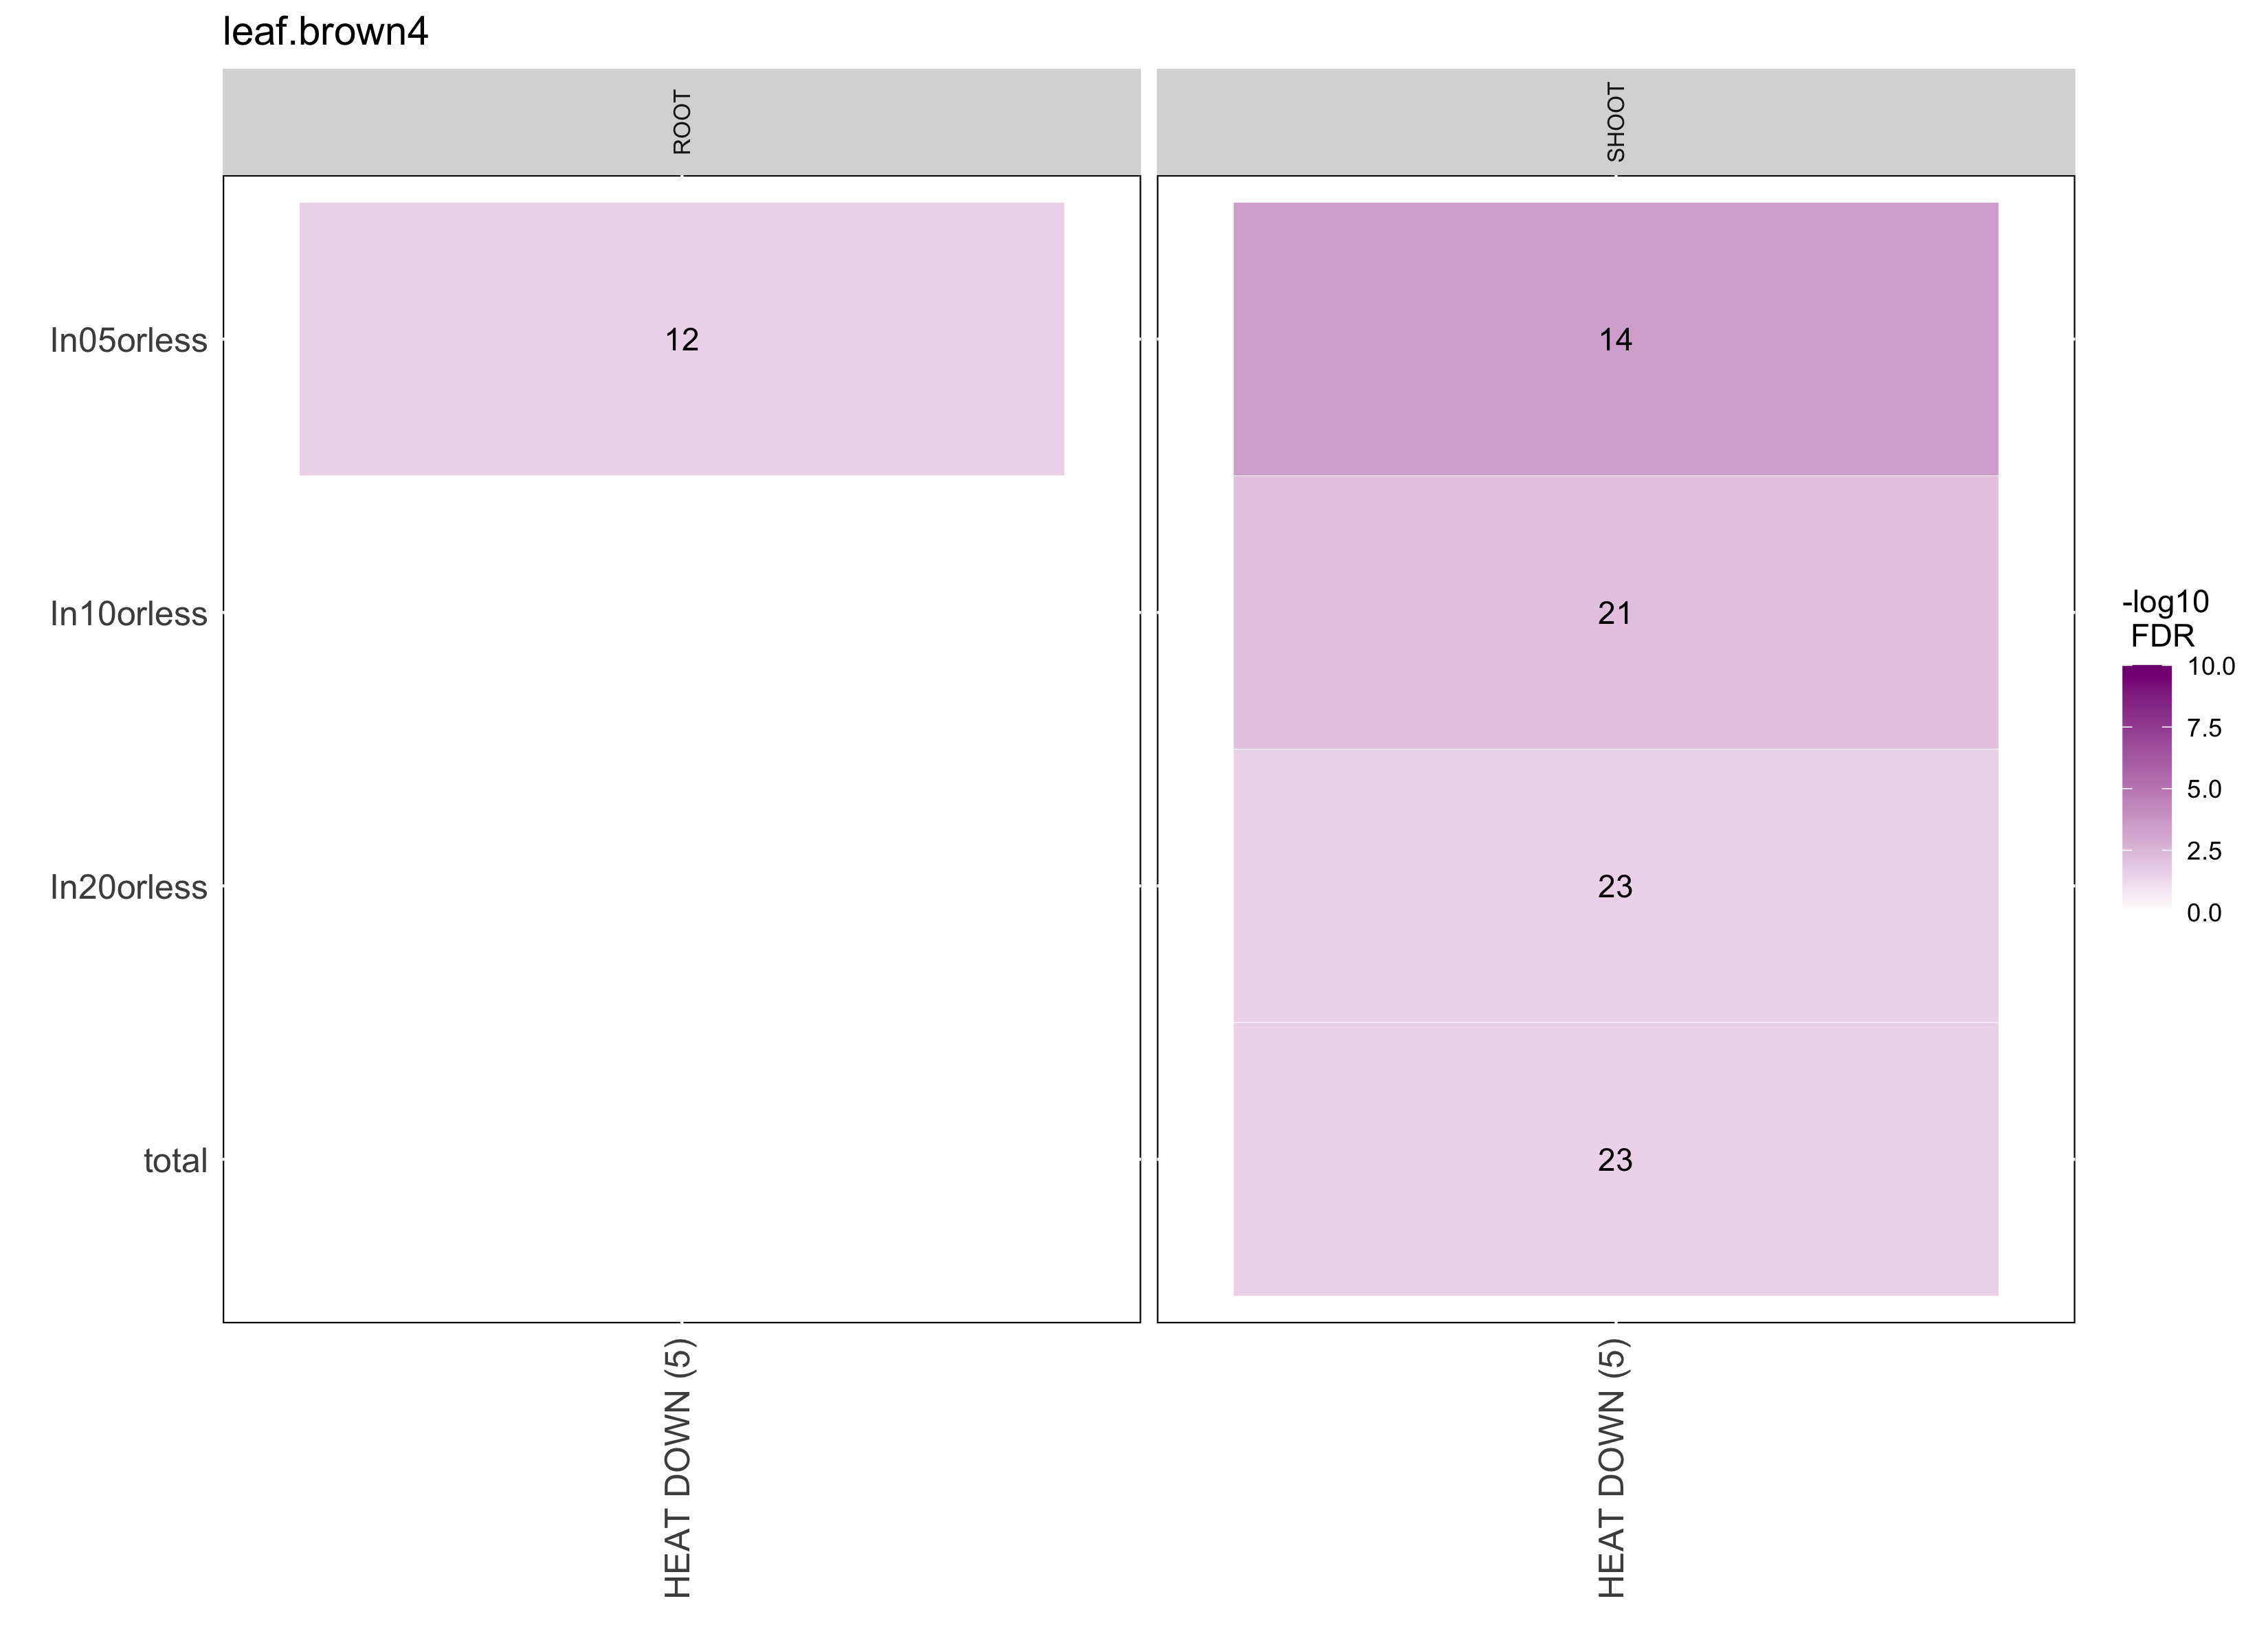 leaf.brown4
ROOT
SHOOT
In05orless
12
14
In10orless
21
In20orless
23
total
23
-log10
FDR
10.0
7.5
5.0
2.5
0.0
HEAT DOWN (5)
HEAT DOWN (5)